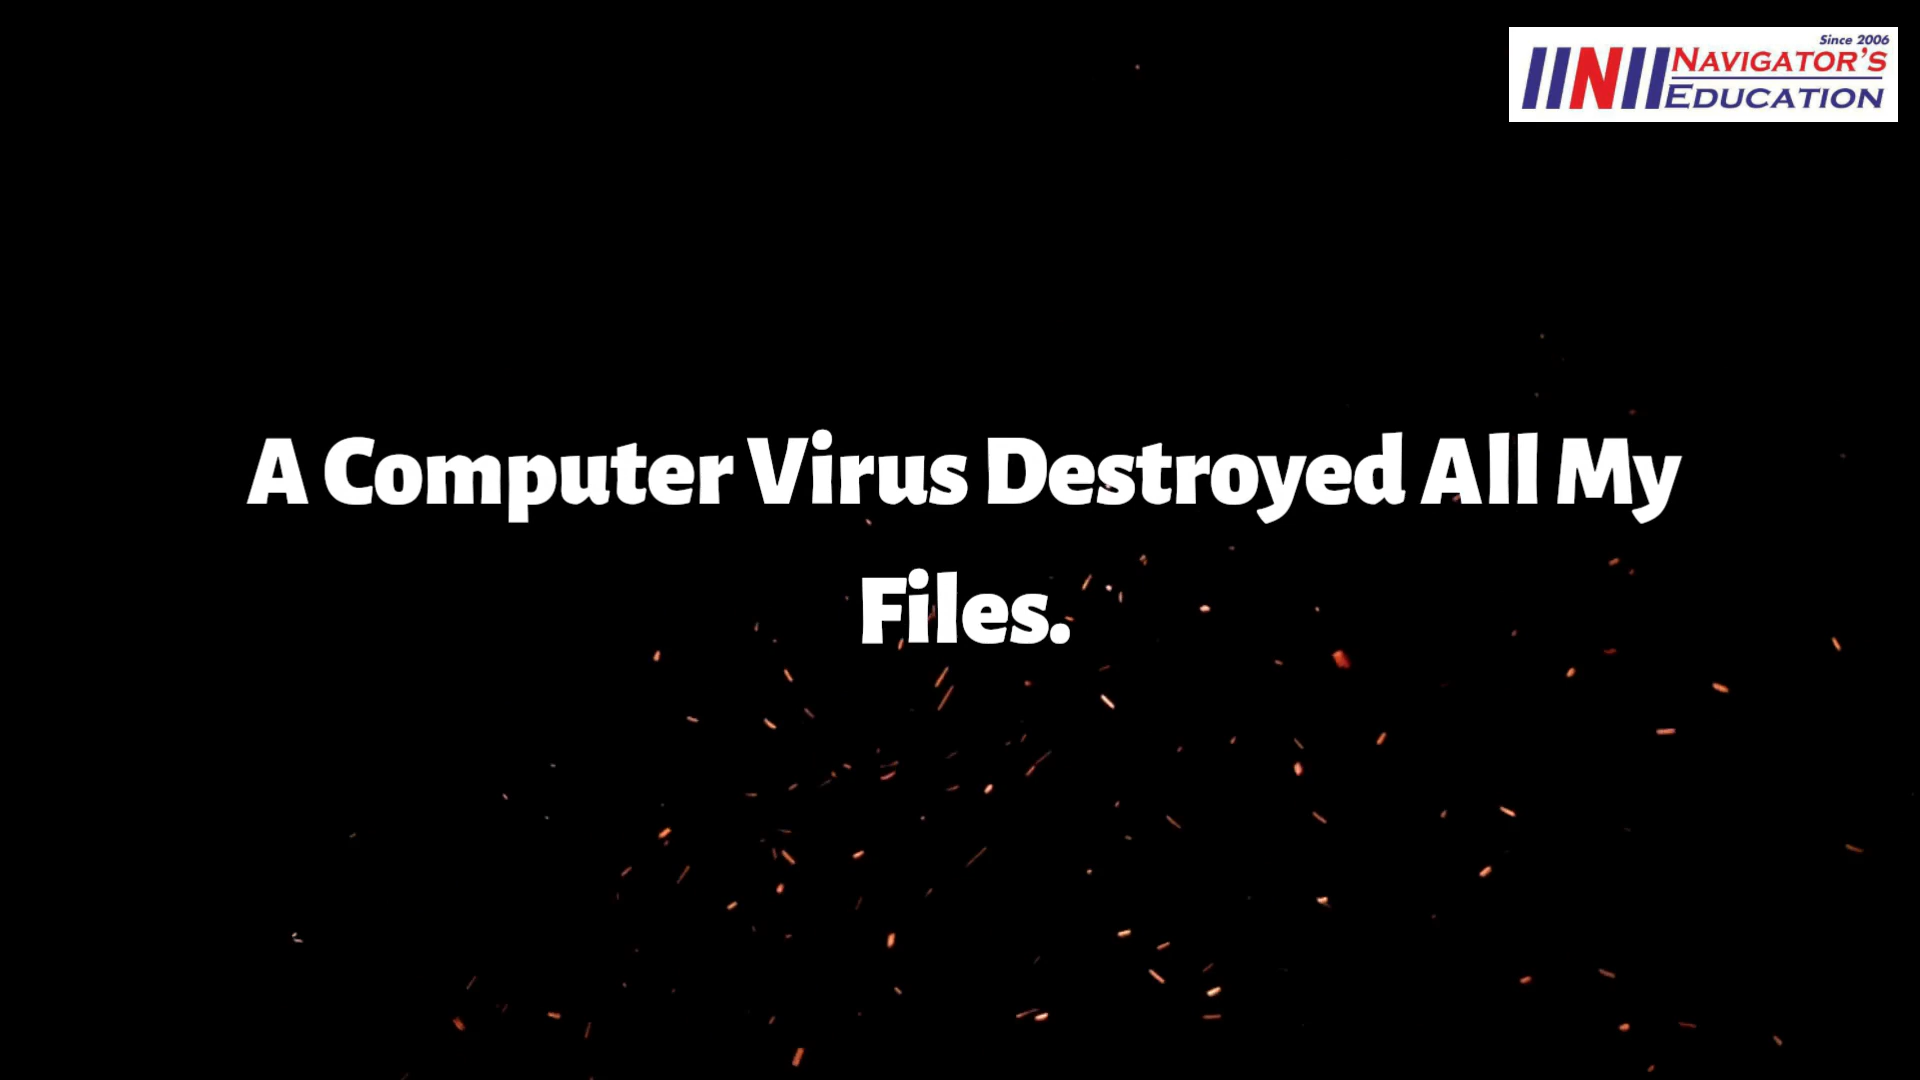 Since 2006
NAVIGATOR'S
EDUCATION
A Computer Virus Destroyed All My
Files.